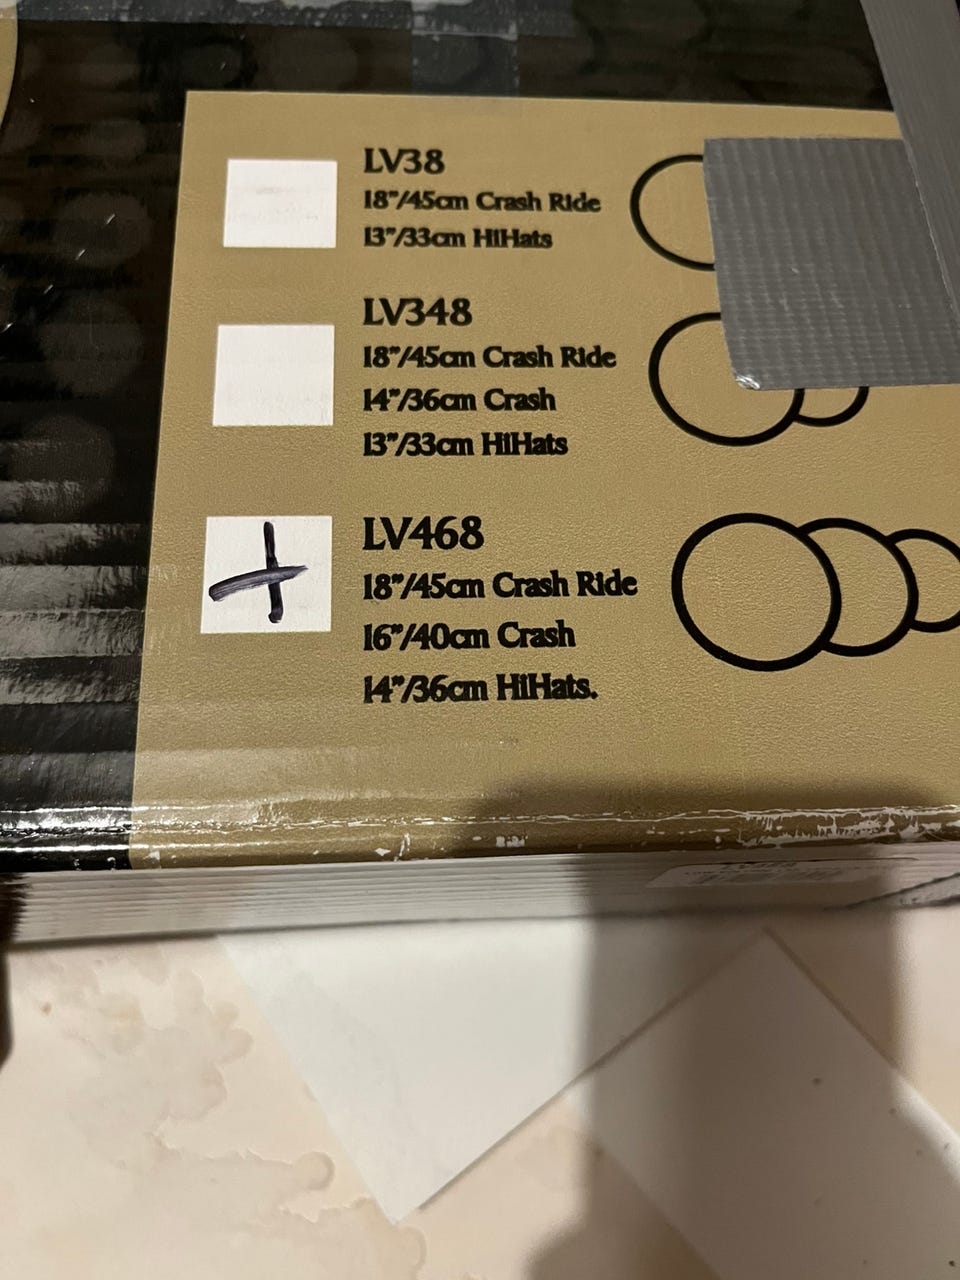 LV38
18"/45cm Crash Ride
13"/33cm HiHats
LV348
18"/45cm Crash Ride
14"/36cm Crash
13"/33cm HiHats
LV468
18"/45cm Crash Ride
16"/40cm Crash
14"/36cm HiHats.